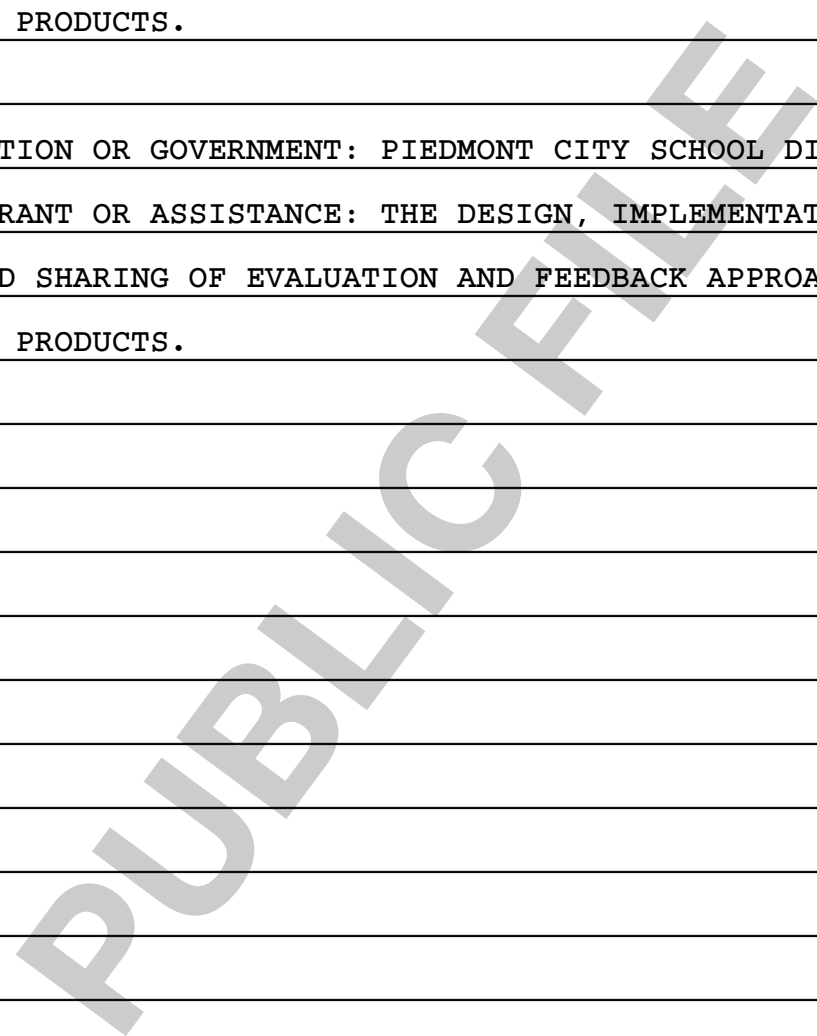 PRODUCTS.
TION OR GOVERNMENT: PIEDMONT CITY SCHOOL DI
RANT OR ASSISTANCE: THE DESIGN, IMPLEMENTAT
D SHARING OF EVALUATION AND FEEDBACK APPROA
PRODUCTS.
PUBLIC FILE